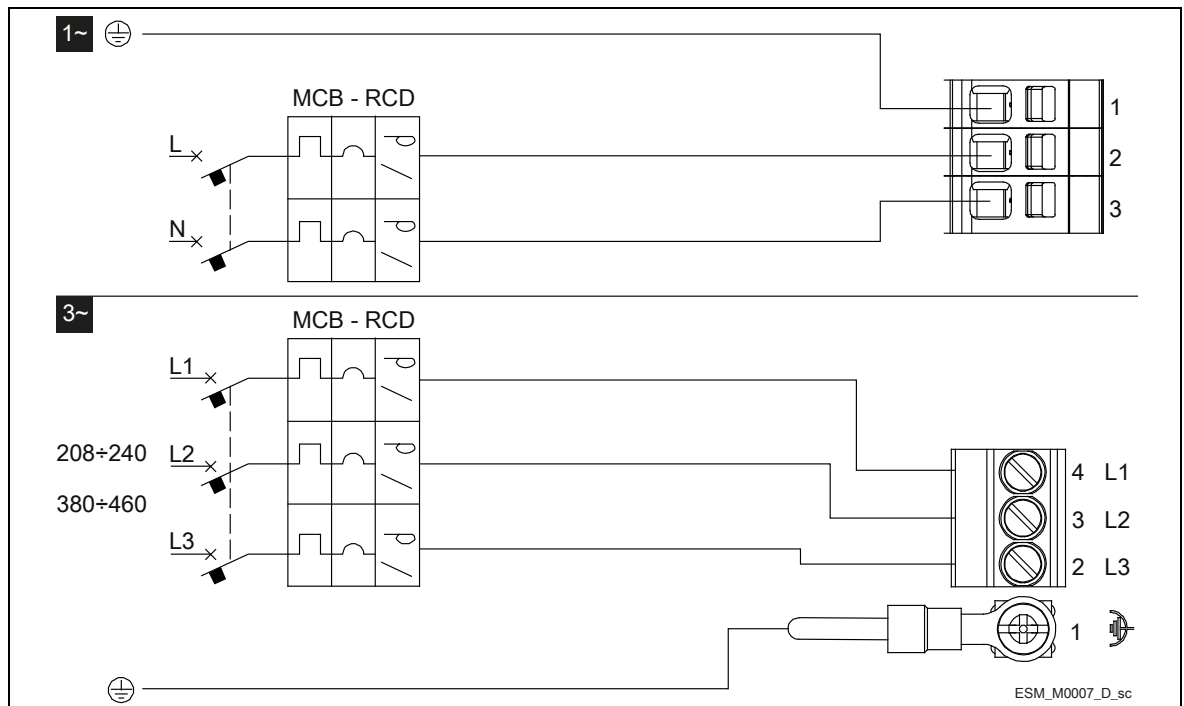 1~
MCB - RCD
L
N
1
2
3
3~
MCB - RCD
L1
208÷240 L2
380÷460
L3
4 L1
3 L2
2 L3
1
ESM_M0007_D_sc